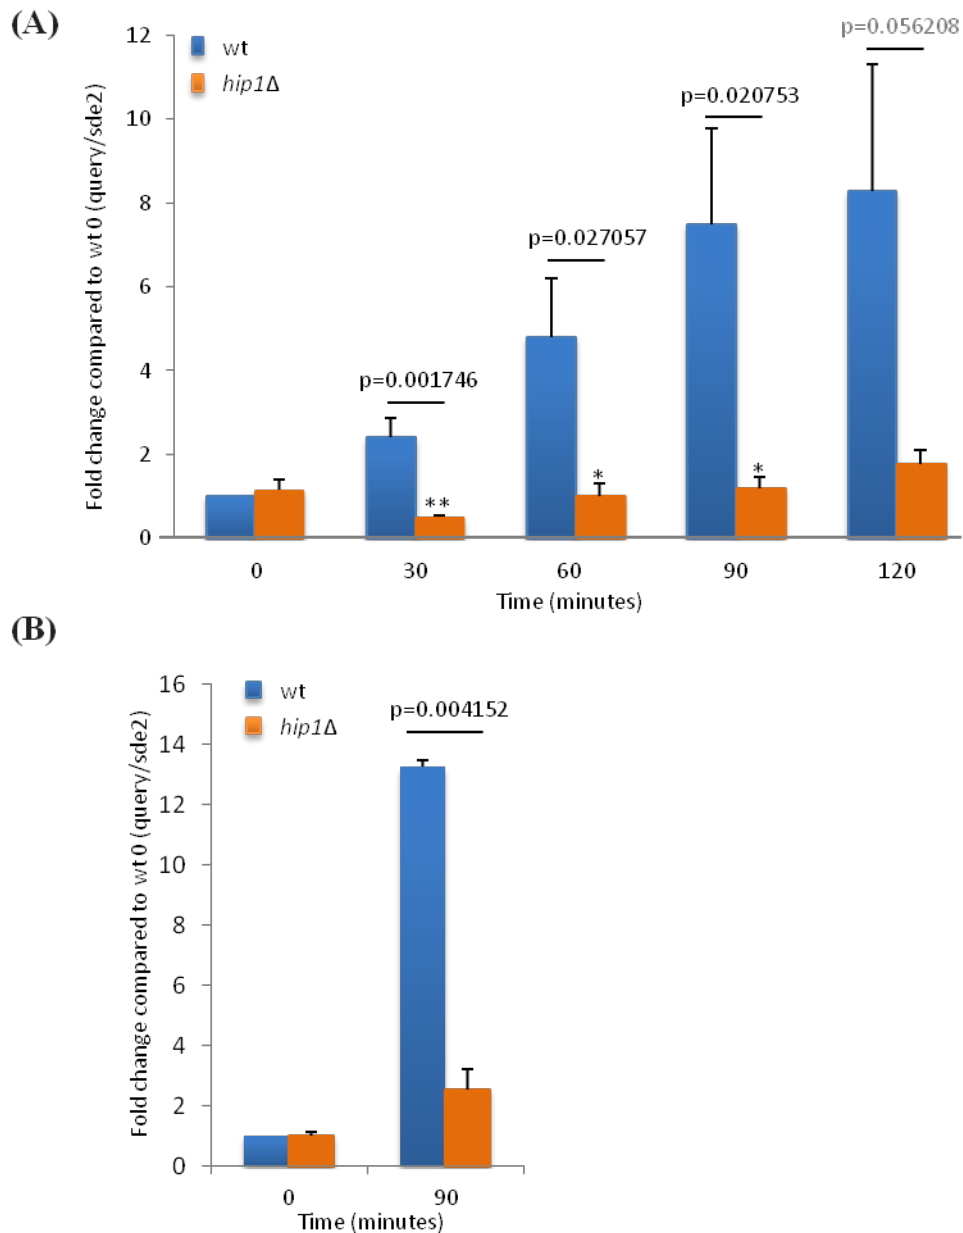 (A)
12
10
8
6
4
2
0
Fold change compared to wt 0 (query/sde2)
wt
hip1Δ
p=0.001746
p=0.027057
p=0.020753
p=0.056208
**
*
*
0 30 60 90 120
Time (minutes)
(B)
16
14
12
10
8
6
4
2
0
Fold change compared to wt 0 (query/sde2)
wt
hip1Δ
p=0.004152
0 90
Time (minutes)